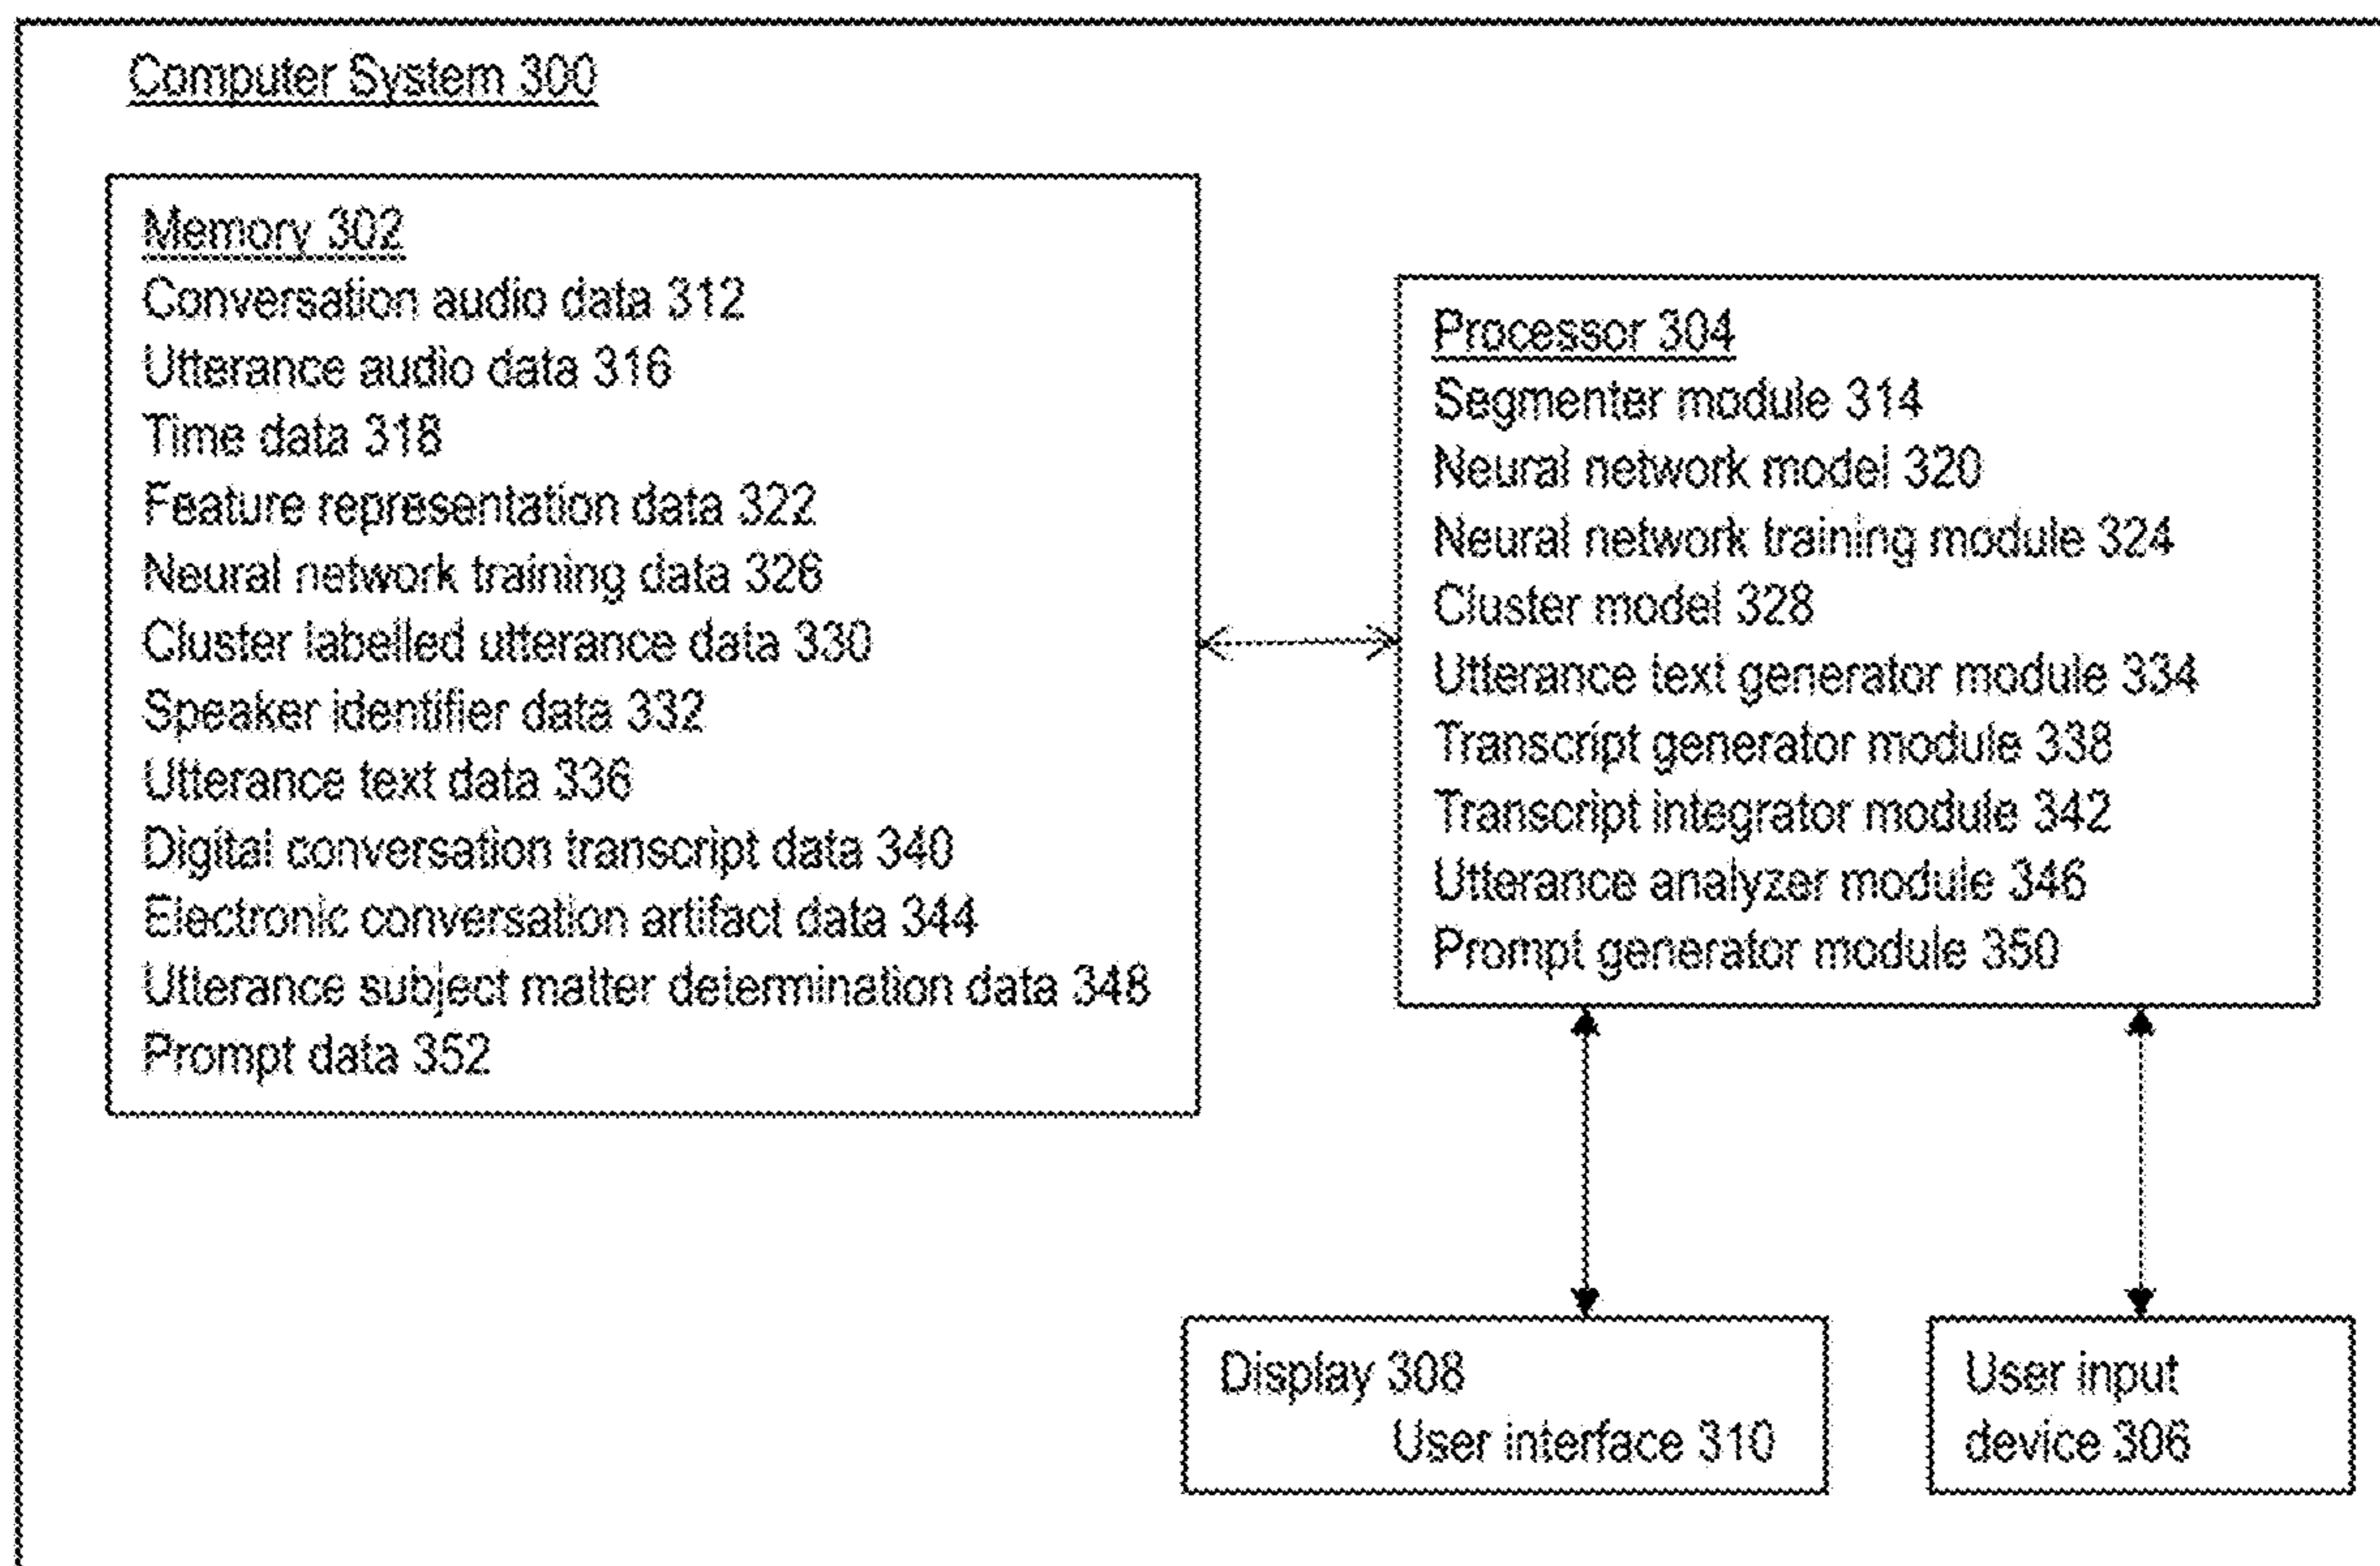 Computer System 300
Memory 302
Conversation audio data 312
Utterance audio data 316
Time data 318
Feature representation data 322
Neural network training data 326
Cluster labelled utterance data 330
Speaker identifier data 332
Utterance text data 336
Digital conversation transcript data 340
Electronic conversation artifact data 344
Utterance subject matter determination data 348
Prompt data 352
Processor 304
Segmenter module 314
Neural network model 320
Neural network training module 324
Cluster model 328
Utterance text generator module 334
Transcript generator module 338
Transcript integrator module 342
Utterance analyzer module 346
Prompt generator module 350
Display 308
User interface 310
User input
device 306